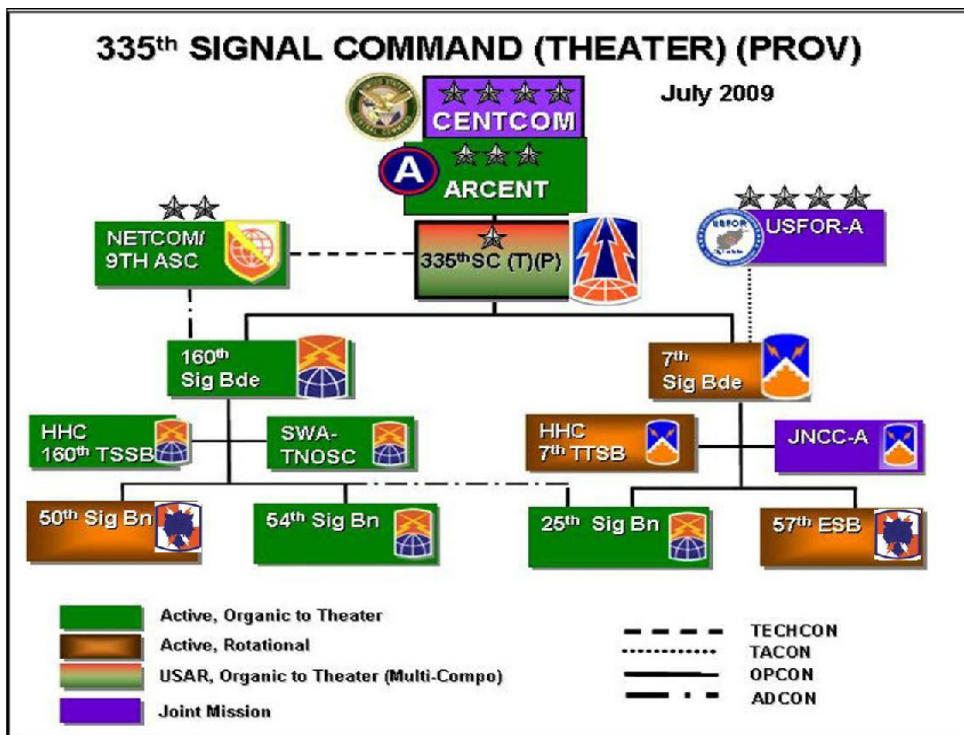 335th SIGNAL COMMAND (THEATER) (PROV)
July 2009
CENTCOM
A
ARCENT
NETCOM/
9TH ASC
335thSC (T)(P)
USFOR-A
160th
Sig Bde
7th
Sig Bde
HHC
160th TSSB
SWA-
TNOSC
HHC
7th TTSB
JNCC-A
50th Sig Bn
54th Sig Bn
25th Sig Bn
57th ESB
Active, Organic to Theater
Active, Rotational
USAR, Organic to Theater (Multi-Compo)
Joint Mission
TECHCON
TACON
OPCON
ADCON